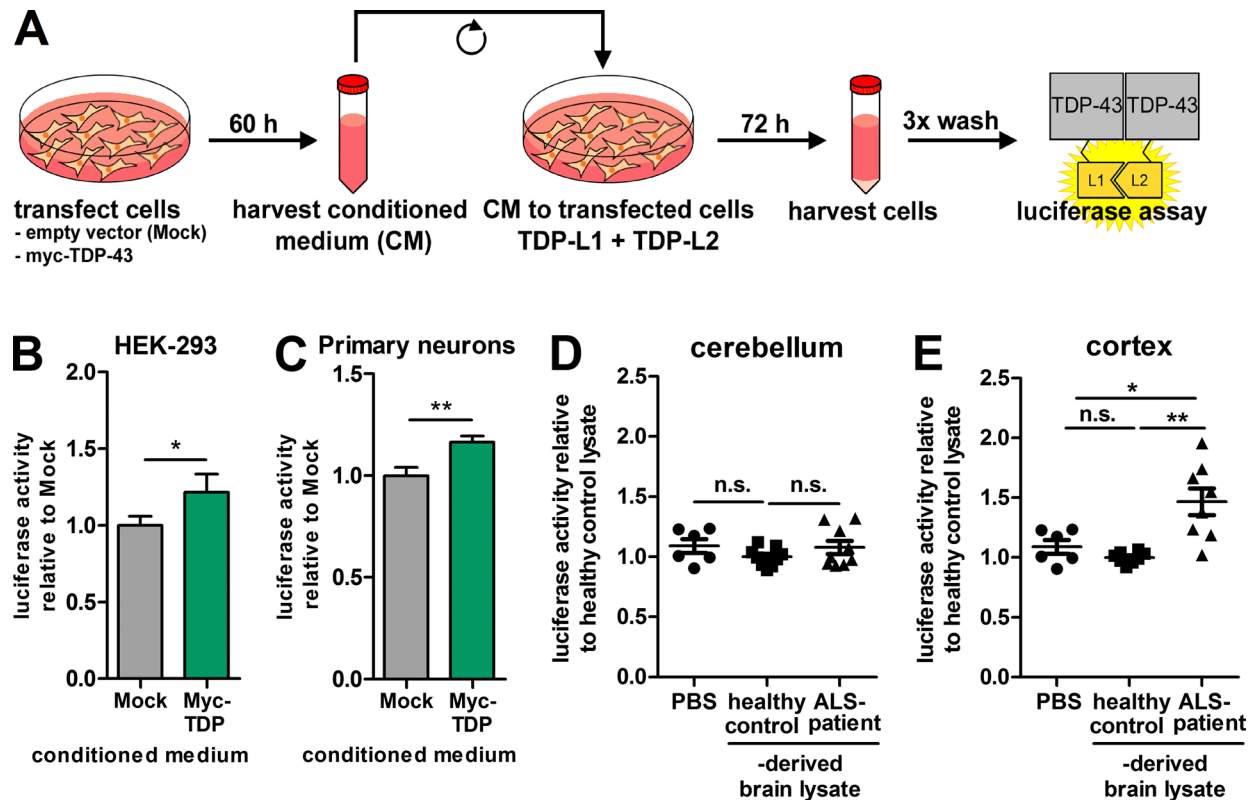 A
60 h
72 h
3x wash
TDP-43 TDP-43
L1 L2
transfect cells
- empty vector (Mock)
- myc-TDP-43
harvest conditioned
medium (CM)
CM to transfected cells
TDP-L1 + TDP-L2
harvest cells
luciferase assay
B
HEK-293
luciferase activity
relative to Mock
2.0
1.5
1.0
0.5
0.0
*
Mock Myc-
TDP
conditioned medium
C
Primary neurons
luciferase activity
relative to Mock
1.5
1.0
0.5
0.0
**
Mock Myc-
TDP
conditioned medium
D
cerebellum
luciferase activity relative
to healthy control lysate
2.5
2.0
1.5
1.0
0.5
0.0
n.s. n.s.
PBS healthy ALS-
control patient
-derived
brain lysate
E
cortex
luciferase activity relative
to healthy control lysate
2.5
2.0
1.5
1.0
0.5
0.0
*
n.s. **
PBS healthy ALS-
control patient
-derived
brain lysate